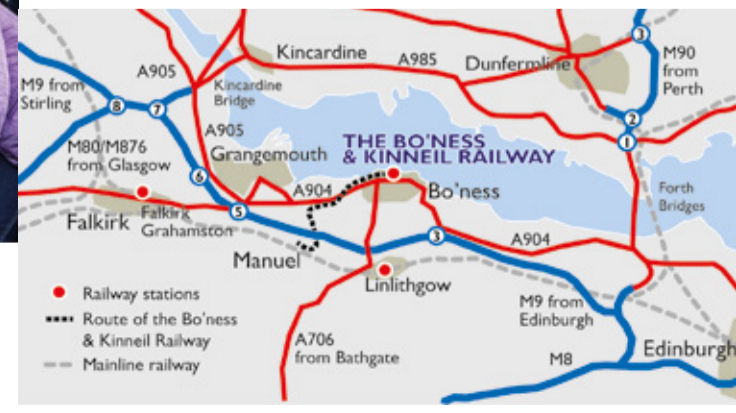 Kincardine
A985
Dunfermline
3
M90
from
Perth
A905
M9 from
Stirling
Kincardine
Bridge
8
7
2
1
A905
M80/M876
from Glasgow
Grangemouth
THE BO'NESS
& KINNEIL RAILWAY
6
A904
Bo'ness
Forth
Bridges
Falkirk
Falkirk
Grahamston
5
3
A904
Manuel
Linlithgow
Railway stations
Route of the Bo'ness
& Kinneil Railway
Mainline railway
M9 from
Edinburgh
A706
from Bathgate
M8
Edinburgh